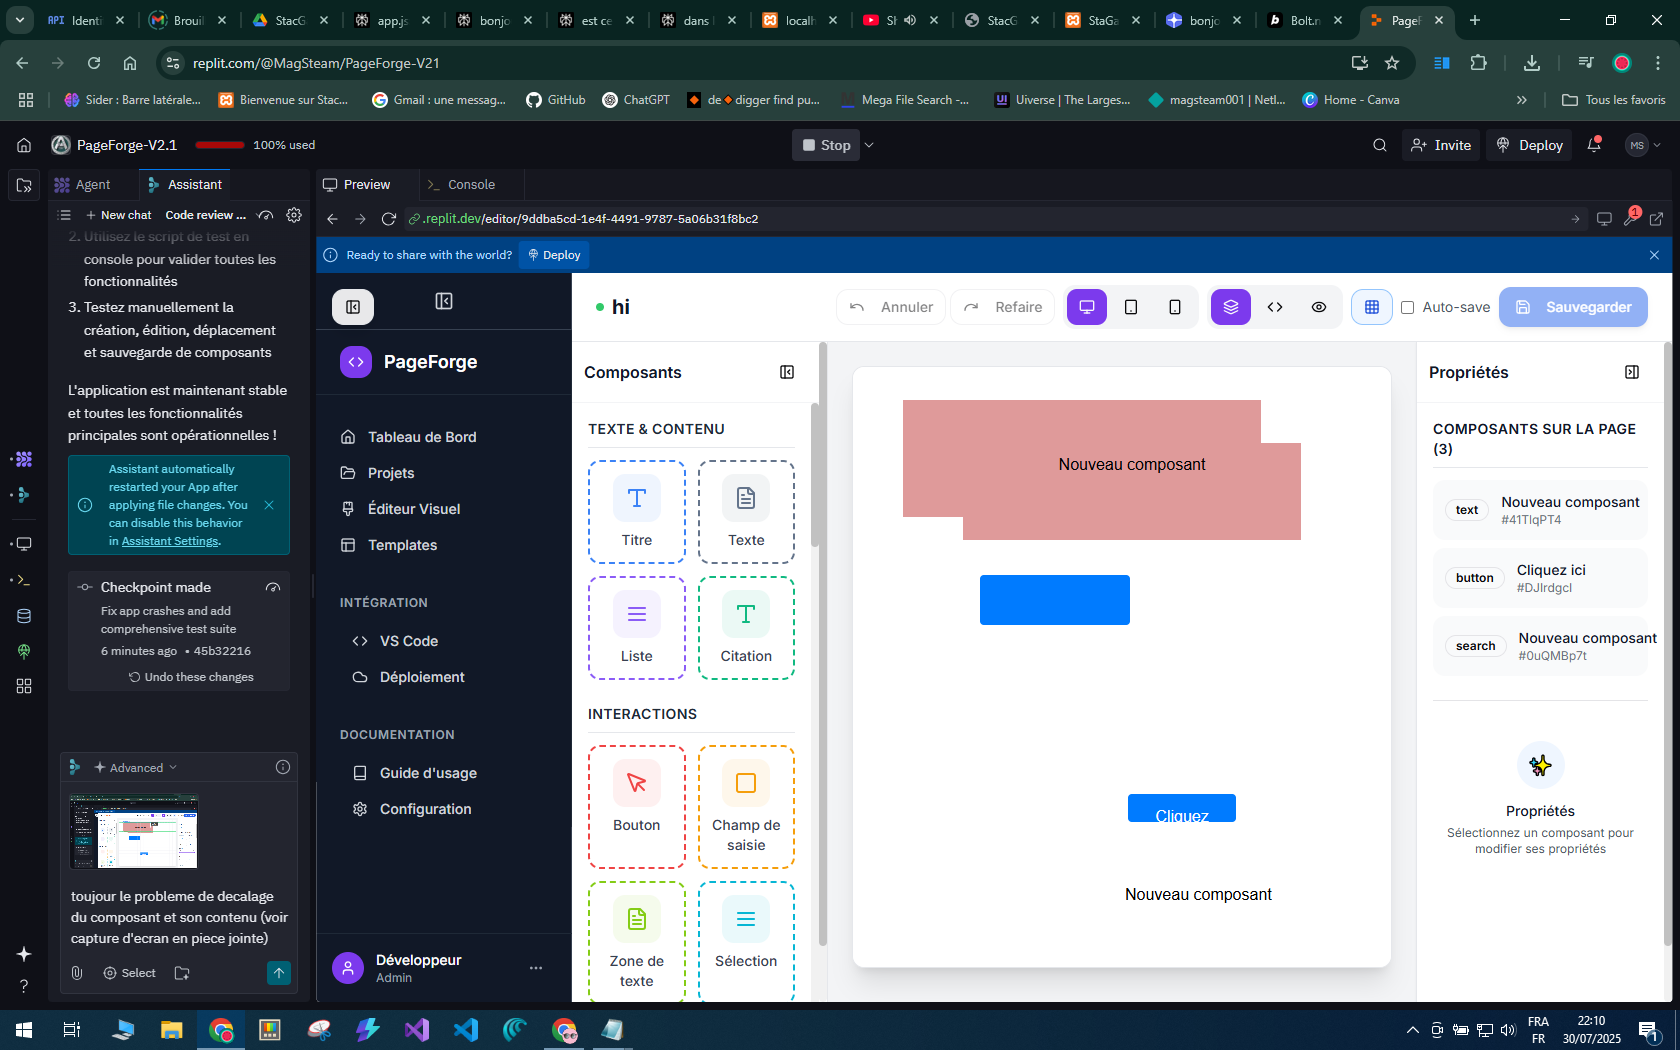 Identi
Brouil
StacG
app.js
bonjo
est ce
dans l
localh
Sł
StacG
StaGa
bonjo
Bolt.n
PageF
replit.com/@MagSteam/PageForge-V21
Sider : Barre latérale...
Bienvenue sur Stac...
Gmail : une messag...
GitHub
ChatGPT
de digger find pu...
Mega File Search -...
Uiverse | The Larges...
magsteam001 | Netl...
Home - Canva
Tous les favoris
PageForge-V2.1
100% used
Stop
Invite
Deploy
MS
Agent
Assistant
Preview
Console
New chat
Code review ...
.replit.dev/editor/9ddba5cd-1e4f-4491-9787-5a06b31f8bc2
1
Ready to share with the world?
Deploy
2. Utilisez le script de test en
console pour valider toutes les
fonctionnalités
3. Testez manuellement la
création, édition, déplacement
et sauvegarde de composants
L'application est maintenant stable
et toutes les fonctionnalités
principales sont opérationnelles !
Assistant automatically
restarted your App after
applying file changes. You
can disable this behavior
in Assistant Settings.
Checkpoint made
Fix app crashes and add
comprehensive test suite
6 minutes ago • 45b32216
Undo these changes
Advanced
toujour le probleme de decalage
du composant et son contenu (voir
capture d'ecran en piece jointe)
Select
PageForge
Tableau de Bord
Projets
Éditeur Visuel
Templates
INTÉGRATION
VS Code
Déploiement
DOCUMENTATION
Guide d'usage
Configuration
Développeur
Admin
hi
Annuler
Refaire
Auto-save
Sauvegarder
Composants
TEXTE & CONTENU
Titre
Texte
Liste
Citation
INTERACTIONS
Bouton
Champ de
saisie
Zone de
texte
Sélection
Nouveau composant
Cliquez
Nouveau composant
Propriétés
COMPOSANTS SUR LA PAGE
(3)
text
Nouveau composant
#41TlqPT4
button
Cliquez ici
#DJIrdgcl
search
Nouveau composant
#0uQMBp7t
Propriétés
Sélectionnez un composant pour
modifier ses propriétés
FRA
FR
22:10
30/07/2025
1